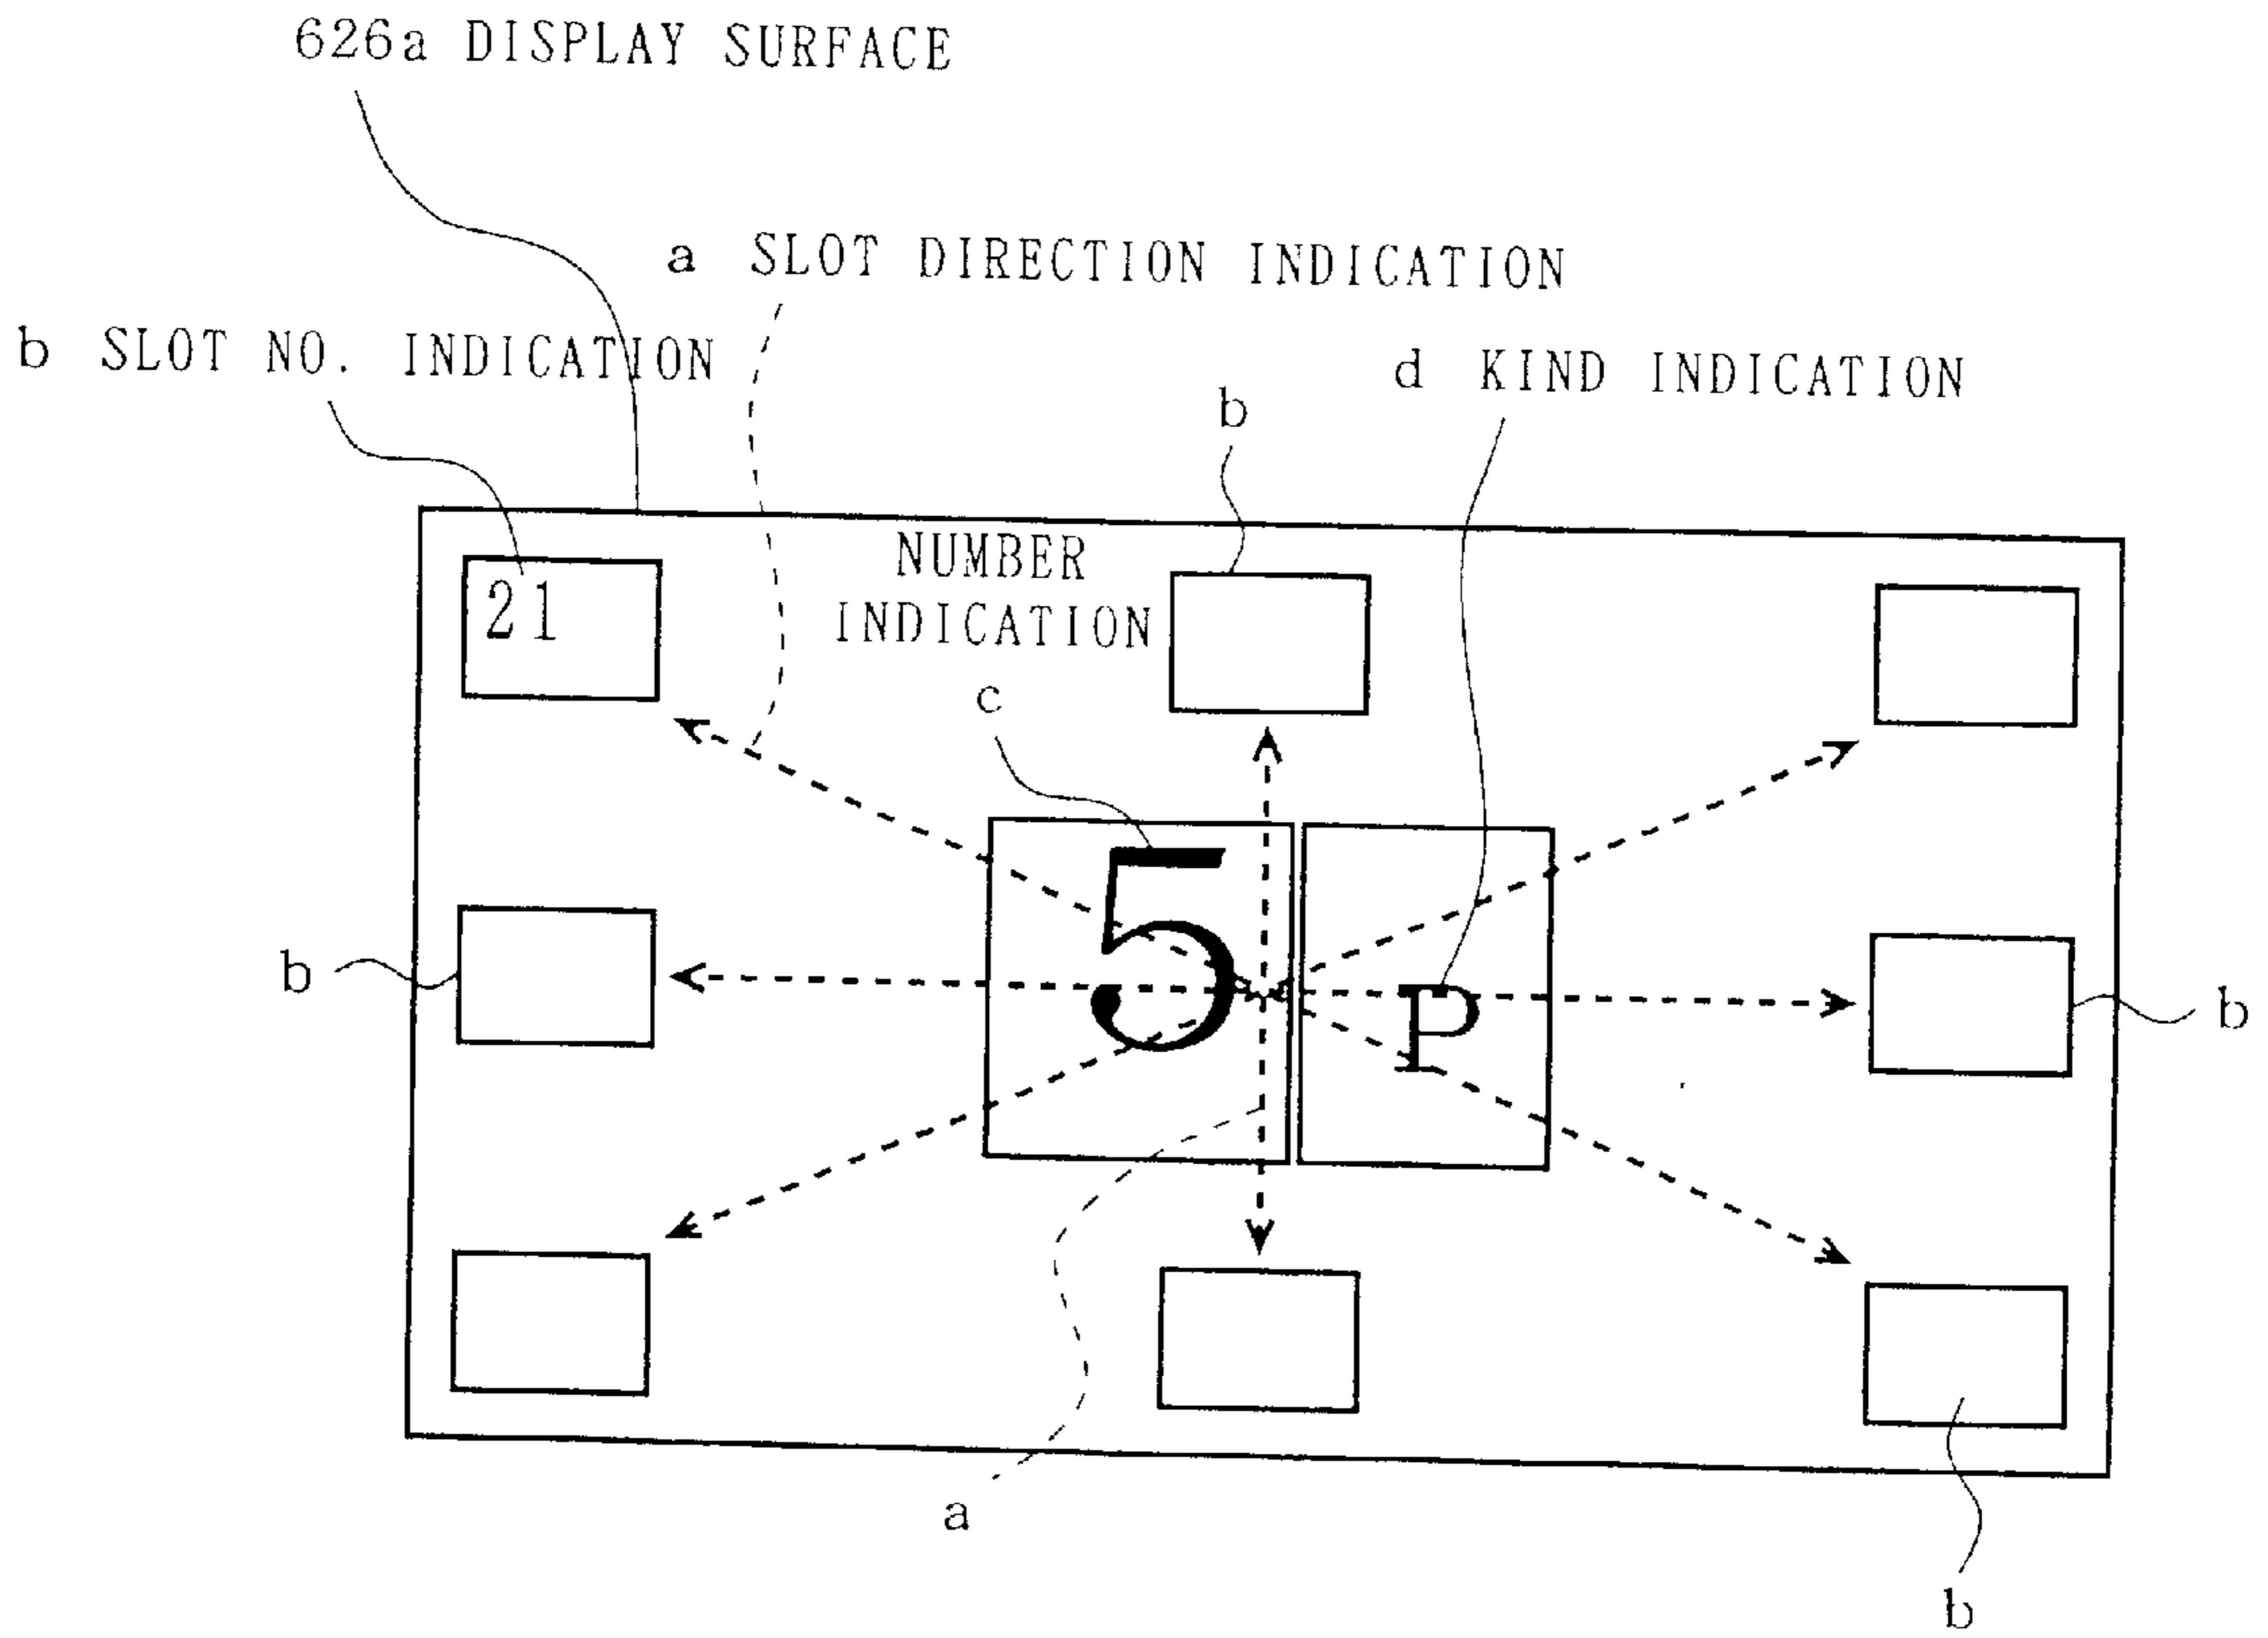 626a DISPLAY SURFACE
a SLOT DIRECTION INDICATION
b SLOT NO. INDICATION
d KIND INDICATION
b
NUMBER
INDICATION
21
c
5
P
b
b
a
b